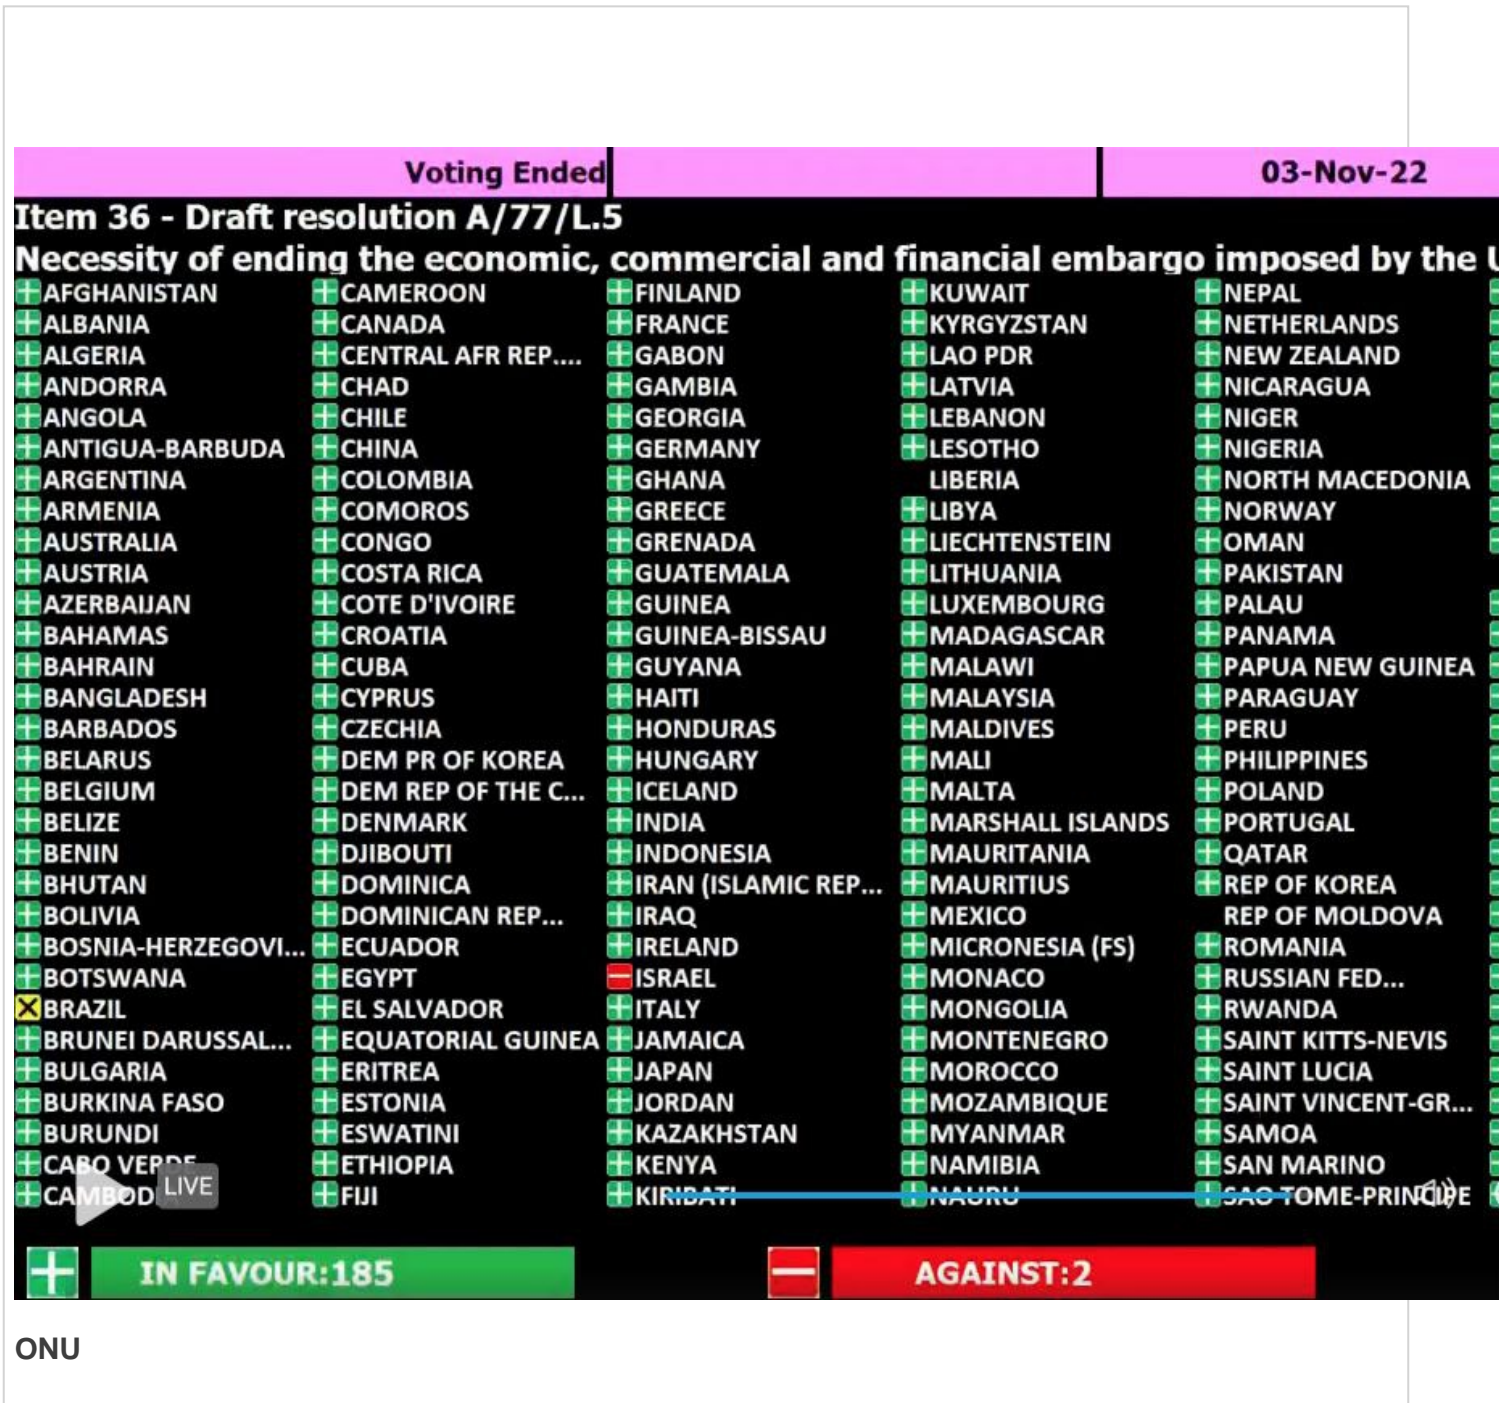 Voting Ended 03-Nov-22
Item 36 - Draft resolution A/77/L.5
Necessity of ending the economic, commercial and financial embargo imposed by the
AFGHANISTAN CAMEROON FINLAND KUWAIT NEPAL
ALBANIA CANADA FRANCE KYRGYZSTAN NETHERLANDS
ALGERIA CENTRAL AFR REP.... GABON LAO PDR NEW ZEALAND
ANDORRA CHAD GAMBIA LATVIA NICARAGUA
ANGOLA CHILE GEORGIA LEBANON NIGER
ANTIGUA-BARBUDA CHINA GERMANY LESOTHO NIGERIA
ARGENTINA COLOMBIA GHANA LIBERIA NORTH MACEDONIA
ARMENIA COMOROS GREECE LIBYA NORWAY
AUSTRALIA CONGO GRENADA LIECHTENSTEIN OMAN
AUSTRIA COSTA RICA GUATEMALA LITHUANIA PAKISTAN
AZERBAIJAN COTE D'IVOIRE GUINEA LUXEMBOURG PALAU
BAHAMAS CROATIA GUINEA-BISSAU MADAGASCAR PANAMA
BAHRAIN CUBA GUYANA MALAWI PAPUA NEW GUINEA
BANGLADESH CYPRUS HAITI MALAYSIA PARAGUAY
BARBADOS CZECHIA HONDURAS MALDIVES PERU
BELARUS DEM PR OF KOREA HUNGARY MALI PHILIPPINES
BELGIUM DEM REP OF THE C... ICELAND MALTA POLAND
BELIZE DENMARK INDIA MARSHALL ISLANDS PORTUGAL
BENIN DJIBOUTI INDONESIA MAURITANIA QATAR
BHUTAN DOMINICA IRAN (ISLAMIC REP... MAURITIUS REP OF KOREA
BOLIVIA DOMINICAN REP... IRAQ MEXICO REP OF MOLDOVA
BOSNIA-HERZEGOVI... ECUADOR IRELAND MICRONESIA (FS) ROMANIA
BOTSWANA EGYPT ISRAEL MONACO RUSSIAN FED...
BRAZIL EL SALVADOR ITALY MONGOLIA RWANDA
BRUNEI DARUSSAL... EQUATORIAL GUINEA JAMAICA MONTENEGRO SAINT KITTS-NEVIS
BULGARIA ERITREA JAPAN MOROCCO SAINT LUCIA
BURKINA FASO ESTONIA JORDAN MOZAMBIQUE SAINT VINCENT-GR...
BURUNDI ESWATINI KAZAKHSTAN MYANMAR SAMOA
CABO VERDE ETHIOPIA KENYA NAMIBIA SAN MARINO
LIVE
FIJI KIRIBATI NAURU SAO TOME-PRINCIPE
IN FAVOUR:185 AGAINST:2
ONU